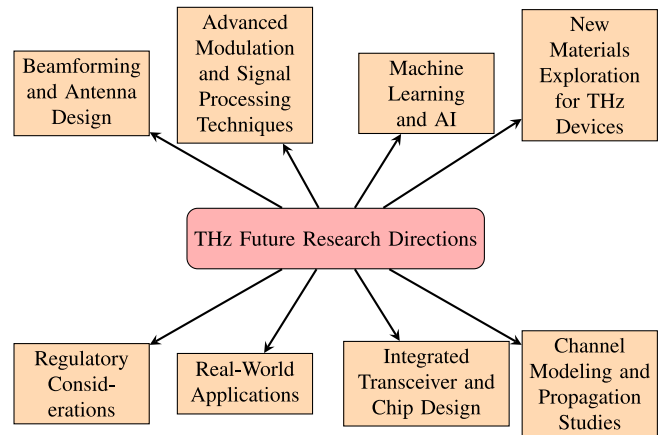 Beamforming
and Antenna
Design
Advanced
Modulation
and Signal
Processing
Techniques
Machine
Learning
and AI
New
Materials
Exploration
for THz
Devices
THz Future Research Directions
Regulatory
Consid-
erations
Real-World
Applications
Integrated
Transceiver and
Chip Design
Channel
Modeling and
Propagation
Studies